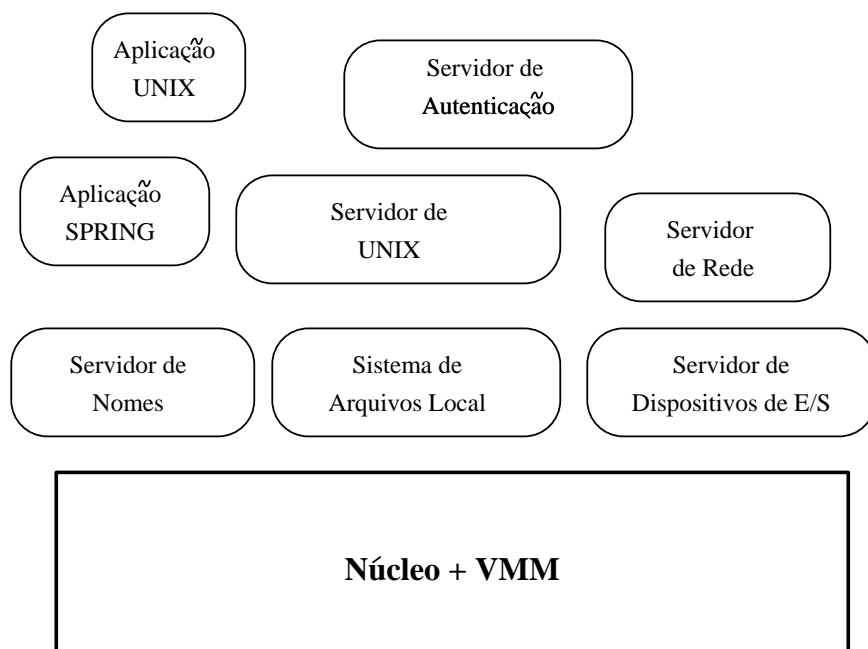 Aplicação
UNIX
Servidor de
Autenticação
Aplicação
SPRING
Servidor de
UNIX
Servidor
de Rede
Servidor de
Nomes
Sistema de
Arquivos Local
Servidor de
Dispositivos de E/S
Núcleo + VMM